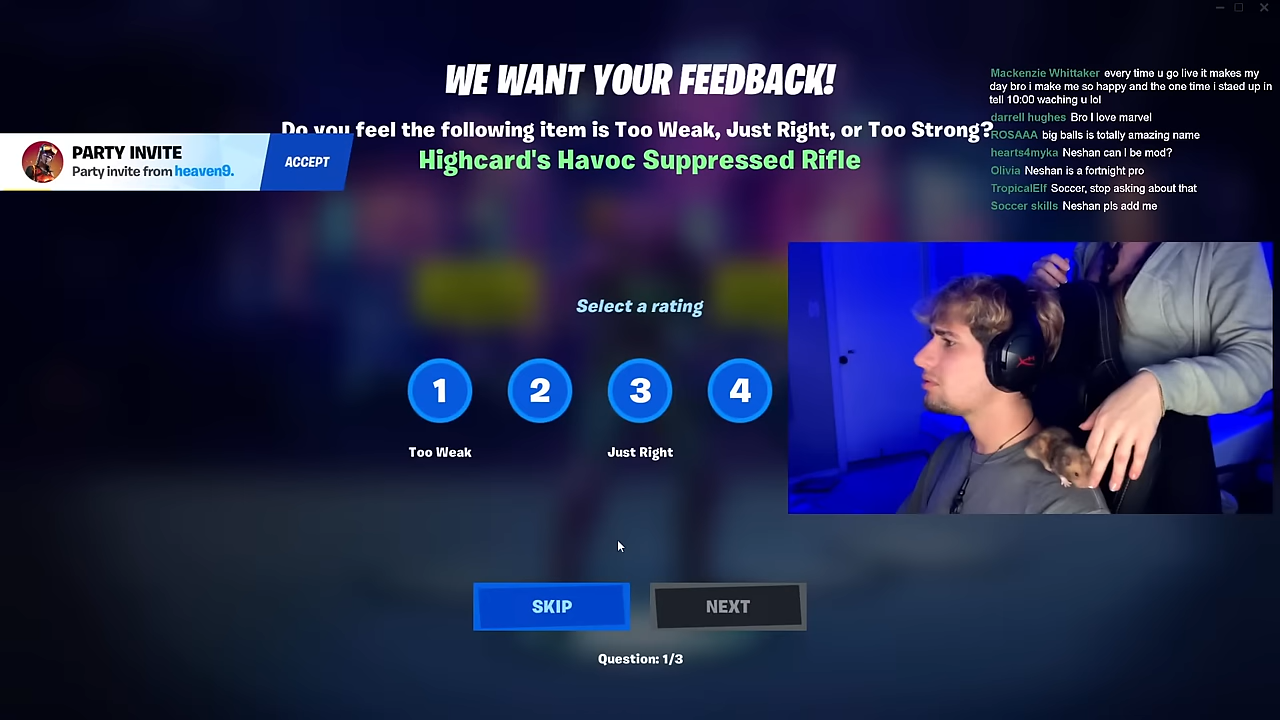 WE WANT YOUR FEEDBACK!
Do you feel the following item is Too Weak, Just Right, or Too Strong?
Highcard's Havoc Suppressed Rifle
PARTY INVITE
Party invite from heaven9.
ACCEPT
Mackenzie Whittaker every time u go live it makes my
day bro i make me so happy and the one time i staed up in
tell 10:00 waching u lol
darrell hughes Bro I love marvel
ROSAAA big balls is totally amazing name
hearts4myka Neshan can I be mod?
Olivia Neshan is a fortnight pro
TropicalElf Soccer, stop asking about that
Soccer skills Neshan pls add me
Select a rating
1 2 3 4
Too Weak Just Right
SKIP NEXT
Question: 1/3